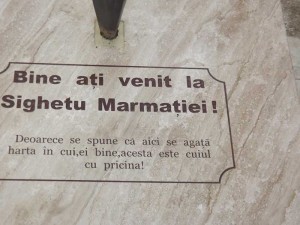 Bine ați venit la
Sighetu Marmației!
Deoarece se spune că aici se agață
harta în cui,ei bine,acesta este cuiul
cu pricina!